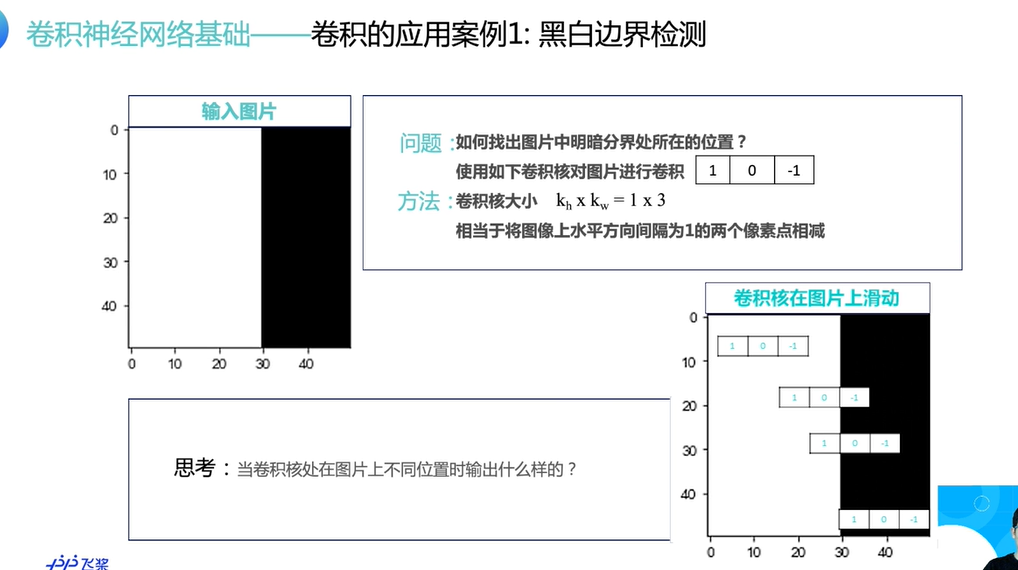 卷积神经网络基础——卷积的应用案例1: 黑白边界检测
输入图片
0
10
20
30
40
0 10 20 30 40
问题：如何找出图片中明暗分界处所在的位置？
使用如下卷积核对图片进行卷积 1 0 -1
方法：卷积核大小 kh x kw = 1 x 3
相当于将图像上水平方向间隔为1的两个像素点相减
卷积核在图片上滑动
0
1 0 -1
10
1 0 -1
20
1 0 -1
30
40
1 0 -1
0 10 20 30 40
思考：当卷积核处在图片上不同位置时输出什么样的？
飞桨